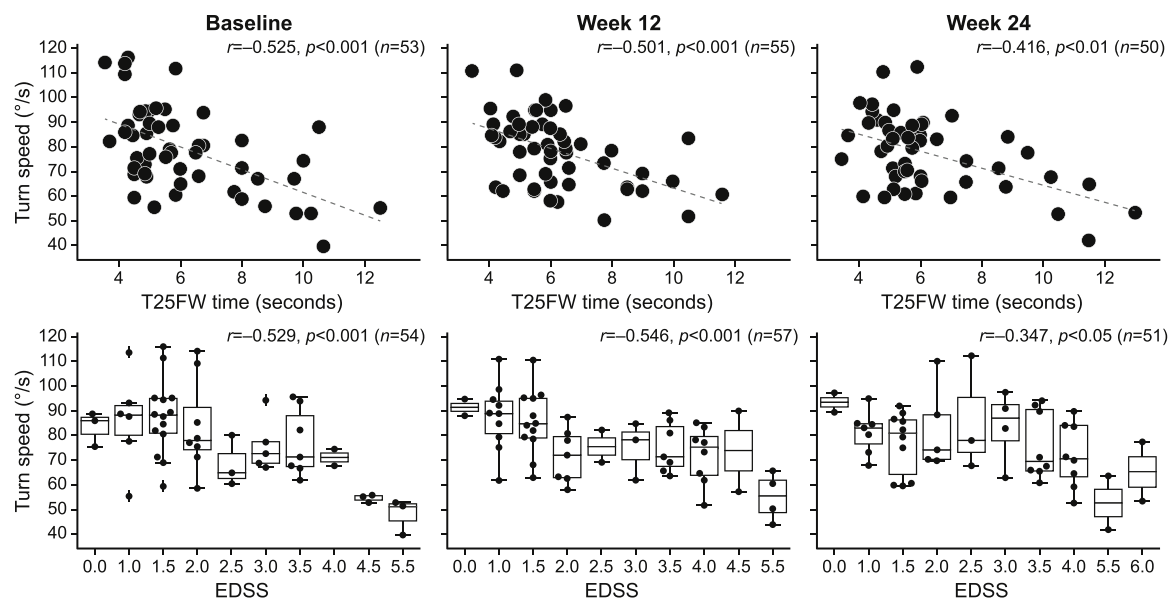 Baseline
Week 12
Week 24
r=–0.525, p<0.001 (n=53)
r=–0.501, p<0.001 (n=55)
r=–0.416, p<0.01 (n=50)
Turn speed (°/s)
120
110
100
90
80
70
60
50
40
4 6 8 10 12
4 6 8 10 12
4 6 8 10 12
T25FW time (seconds)
T25FW time (seconds)
T25FW time (seconds)
r=–0.529, p<0.001 (n=54)
r=–0.546, p<0.001 (n=57)
r=–0.347, p<0.05 (n=51)
Turn speed (°/s)
120
110
100
90
80
70
60
50
40
0.0 1.0 1.5 2.0 2.5 3.0 3.5 4.0 4.5 5.5
0.0 1.0 1.5 2.0 2.5 3.0 3.5 4.0 4.5 5.5
0.0 1.0 1.5 2.0 2.5 3.0 3.5 4.0 5.5 6.0
EDSS
EDSS
EDSS